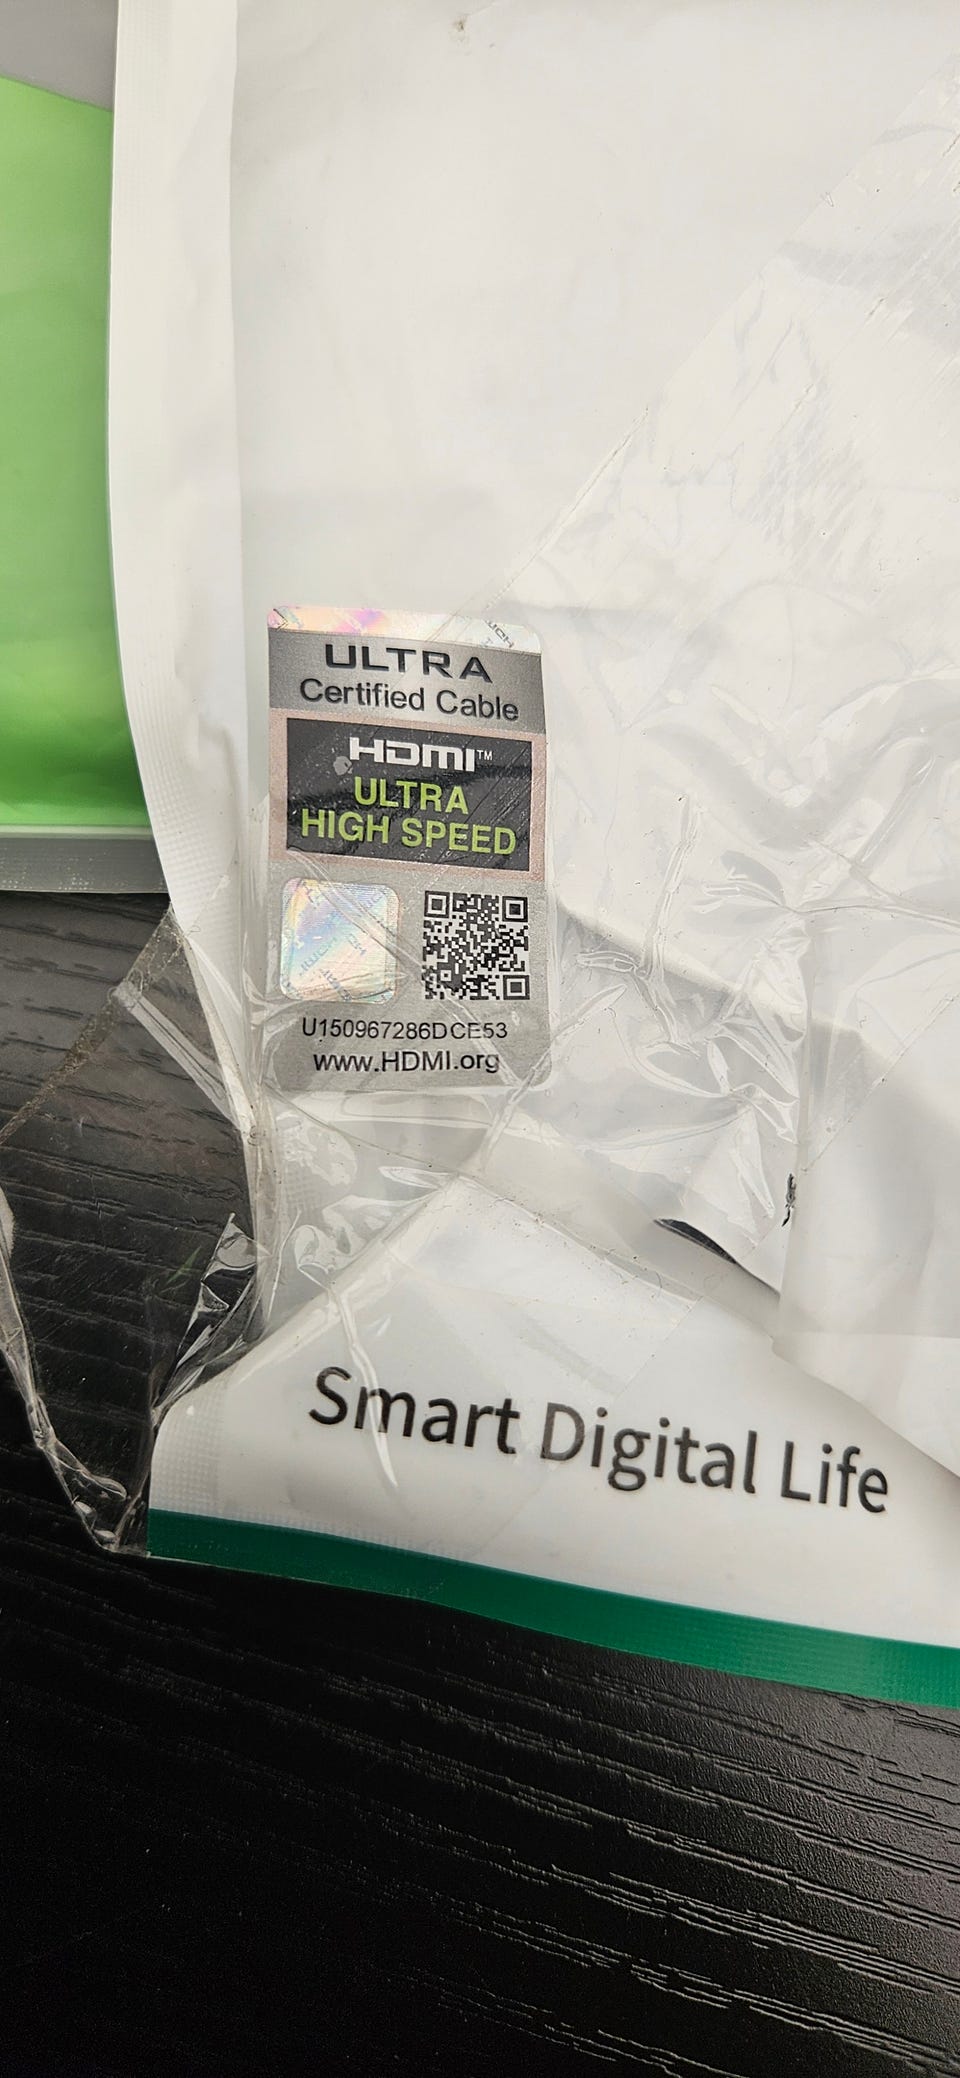 ULTRA
Certified Cable
HDMI™
ULTRA
HIGH SPEED
U150967286DCE53
www.HDMI.org
Smart Digital Life